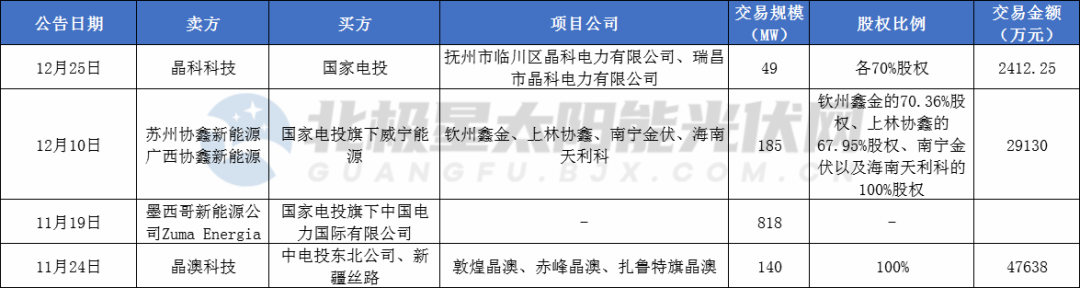 公告日期 卖方 买方 项目公司 交易规模 股权比例 交易金额
（MW） （万元）
12月25日 晶科科技 国家电投 抚州市临川区晶科电力有限公司、瑞昌 49 各70%股权 2412.25
市晶科电力有限公司
12月10日 苏州协鑫新能源 国家电投旗下威宁能 钦州鑫金、上林协鑫、南宁金伏、海南 185 钦州鑫金的70.36%股 29130
广西协鑫新能源 源 天利科 权、上林协鑫的
67.95%股权、南宁金
伏以及海南天利科的
100%股权
11月19日 墨西哥新能源公 国家电投旗下中国电 - 818 - 
司Zuma Energia 力国际有限公司
11月24日 晶澳科技 中电投东北公司、新 敦煌晶澳、赤峰晶澳、扎鲁特旗晶澳 140 100% 47638
疆丝路
北极星太阳能光伏网
GUANGFU.BJX.COM.CN